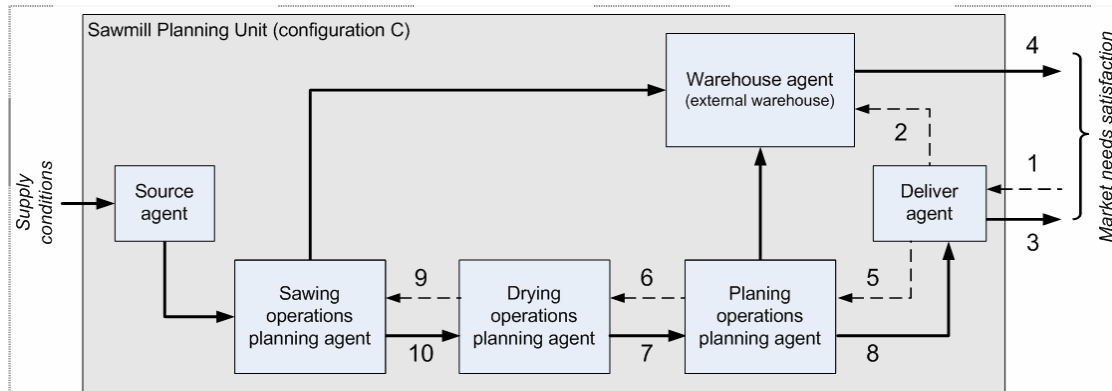 Sawmill Planning Unit (configuration C)
Supply
conditions
Source
agent
Sawing
operations
planning agent
9
10
Drying
operations
planning agent
6
7
Planing
operations
planning agent
5
8
Warehouse agent
(external warehouse)
2
Deliver
agent
4
1
3
Market needs satisfaction